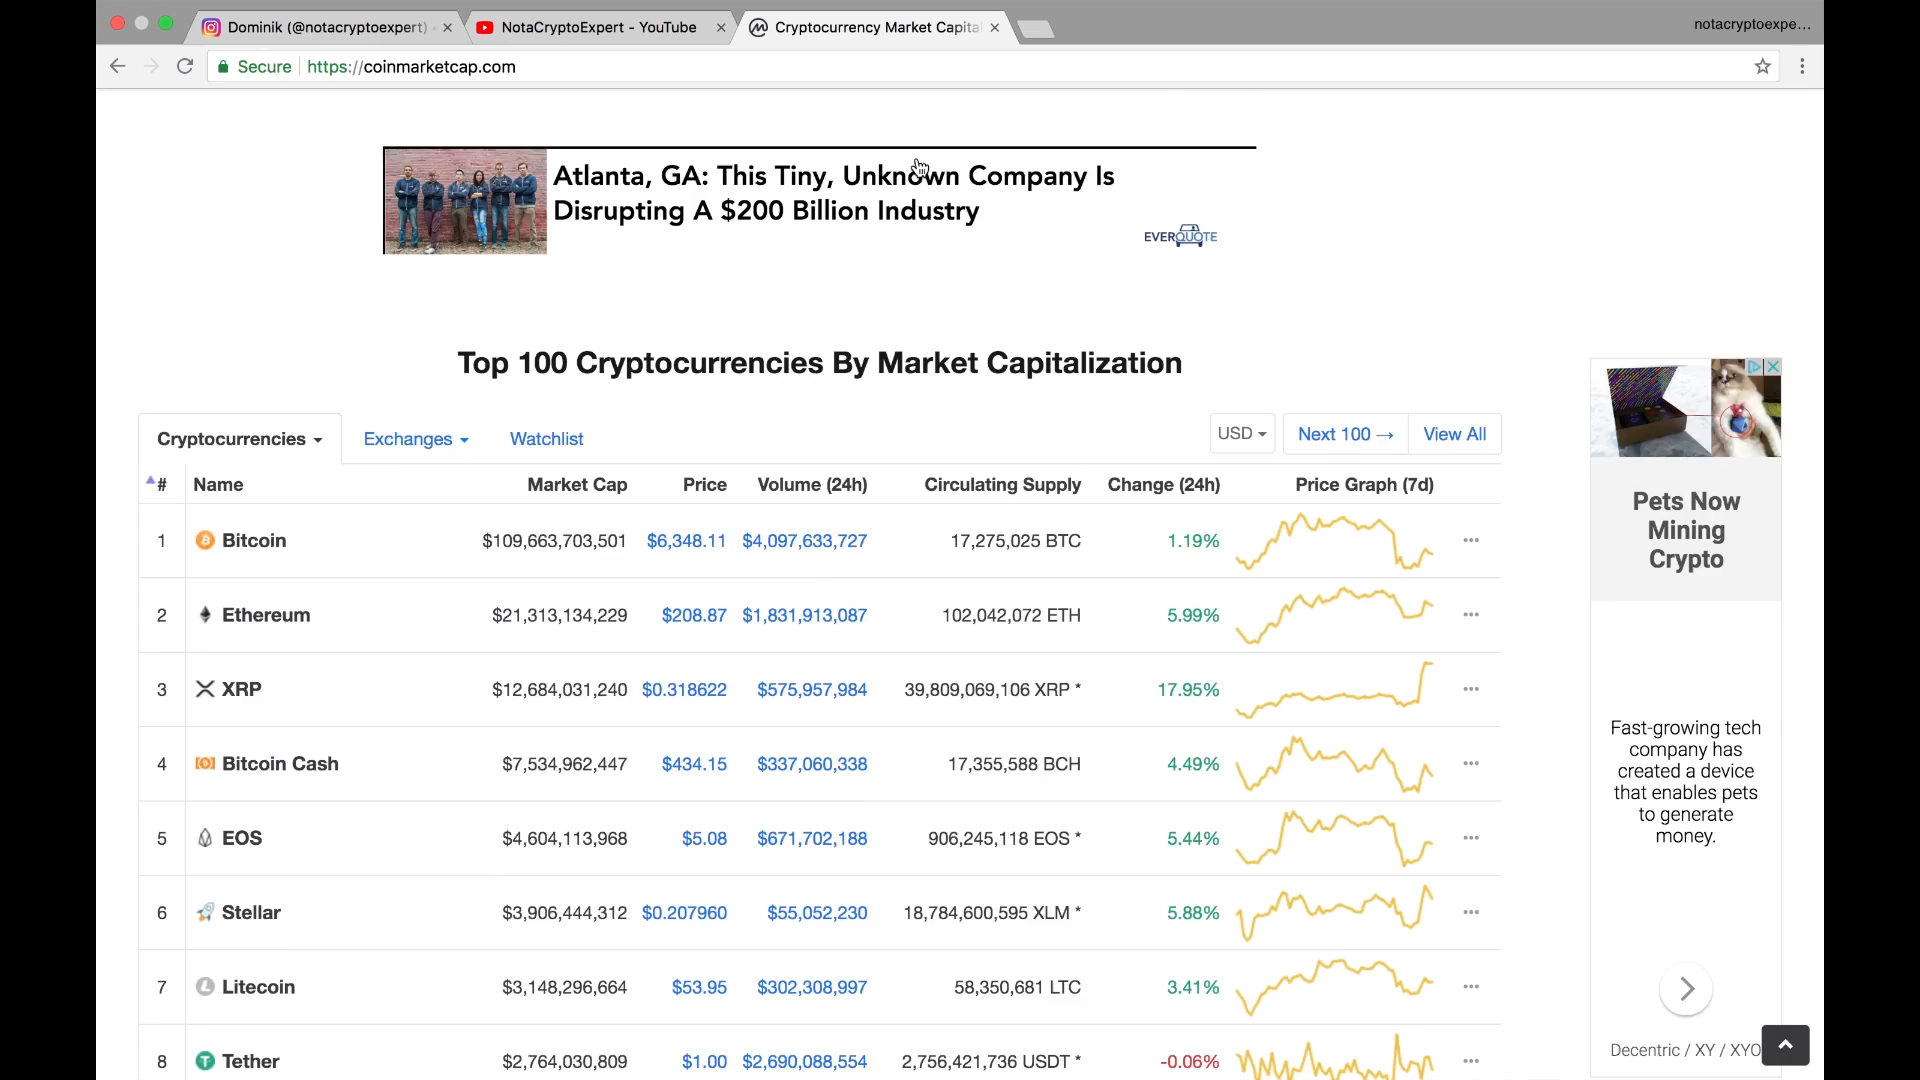 Dominik (@notacryptoexpert)
NotaCryptoExpert - YouTube
Cryptocurrency Market Capita
notacryptoexpe...
Secure
https://coinmarketcap.com
Atlanta, GA: This Tiny, Unknown Company Is
Disrupting A $200 Billion Industry
EVERQUOTE
Top 100 Cryptocurrencies By Market Capitalization
Cryptocurrencies Exchanges Watchlist USD Next 100 → View All
# Name Market Cap Price Volume (24h) Circulating Supply Change (24h) Price Graph (7d)
1 Bitcoin $109,663,703,501 $6,348.11 $4,097,633,727 17,275,025 BTC 1.19%
2 Ethereum $21,313,134,229 $208.87 $1,831,913,087 102,042,072 ETH 5.99%
3 XRP $12,684,031,240 $0.318622 $575,957,984 39,809,069,106 XRP * 17.95%
4 Bitcoin Cash $7,534,962,447 $434.15 $337,060,338 17,355,588 BCH 4.49%
5 EOS $4,604,113,968 $5.08 $671,702,188 906,245,118 EOS * 5.44%
6 Stellar $3,906,444,312 $0.207960 $55,052,230 18,784,600,595 XLM * 5.88%
7 Litecoin $3,148,296,664 $53.95 $302,308,997 58,350,681 LTC 3.41%
8 Tether $2,764,030,809 $1.00 $2,690,088,554 2,756,421,736 USDT * -0.06%
Pets Now
Mining
Crypto
Fast-growing tech
company has
created a device
that enables pets
to generate
money.
Decentric / XY / XYO